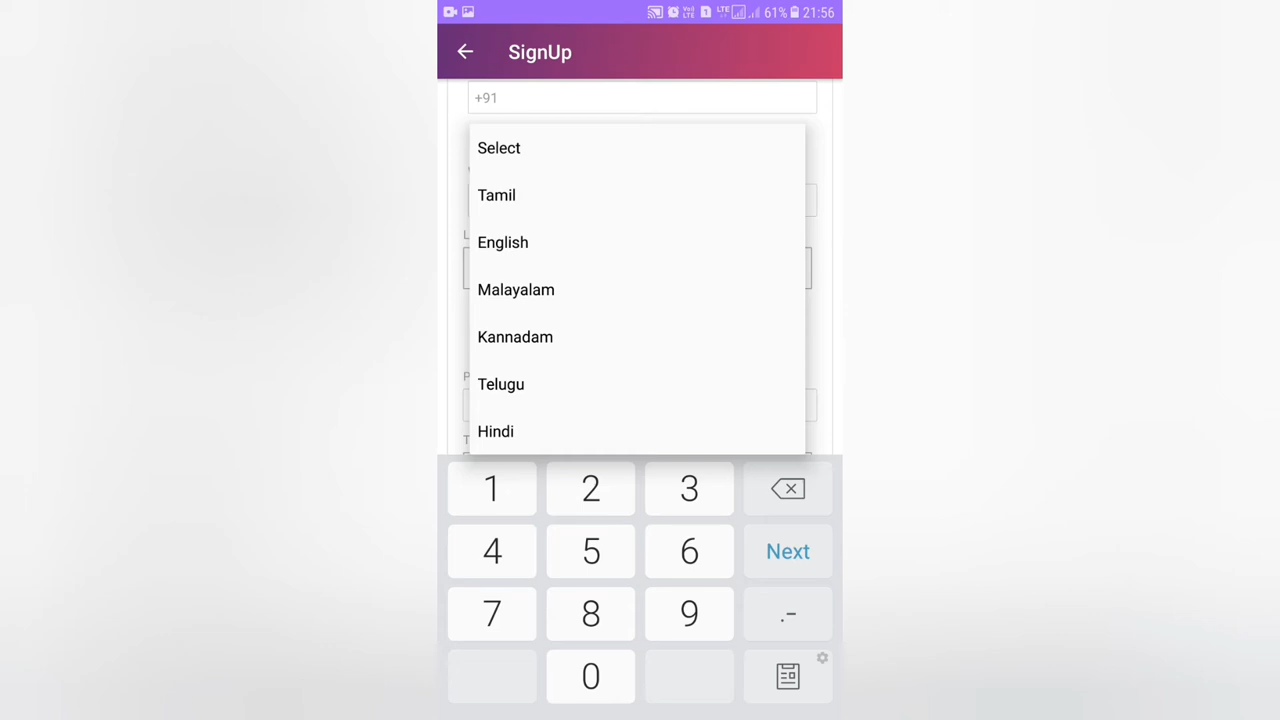 61% 21:56
SignUp
+91
Select
Tamil
English
Malayalam
Kannadam
Telugu
Hindi
1 2 3
4 5 6 Next
7 8 9 .-
0